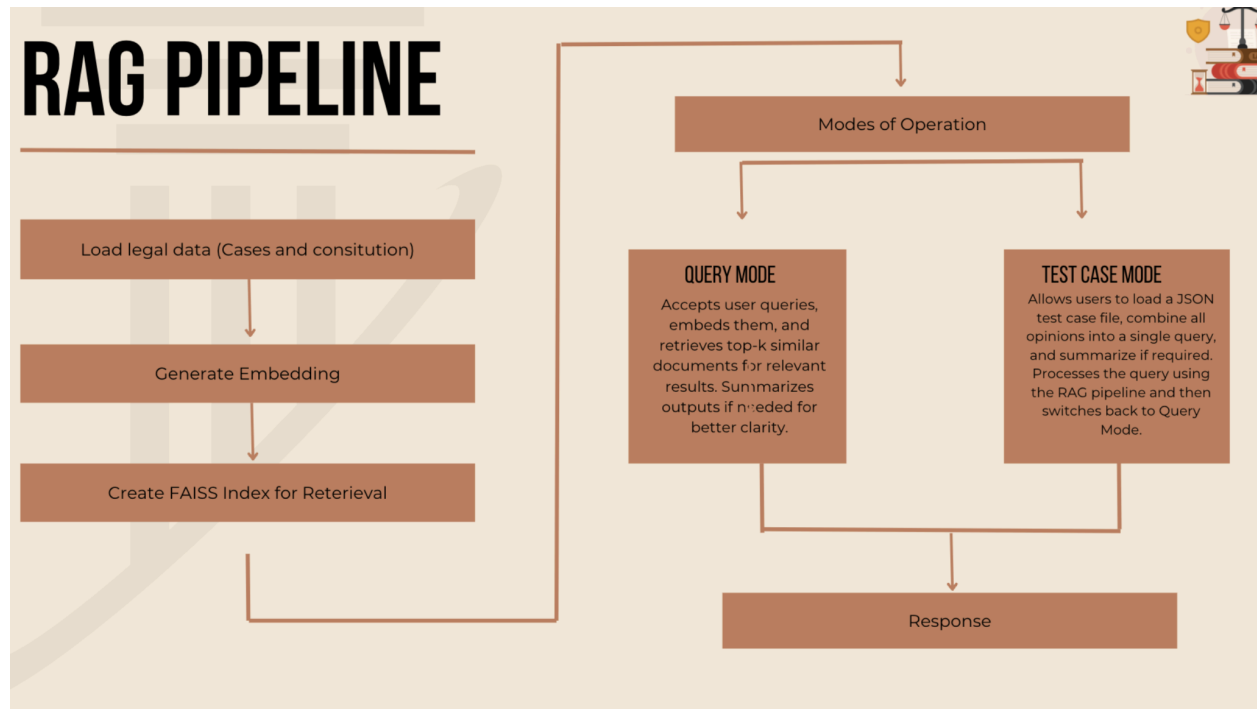 RAG PIPELINE
Load legal data (Cases and consitution)
Generate Embedding
Create FAISS Index for Reterieval
Modes of Operation
QUERY MODE
Accepts user queries,
embeds them, and
retrieves top-k similar
documents for relevant
results. Summarizes
outputs if needed for
better clarity.
TEST CASE MODE
Allows users to load a JSON
test case file, combine all
opinions into a single query,
and summarize if required.
Processes the query using
the RAG pipeline and then
switches back to Query
Mode.
Response